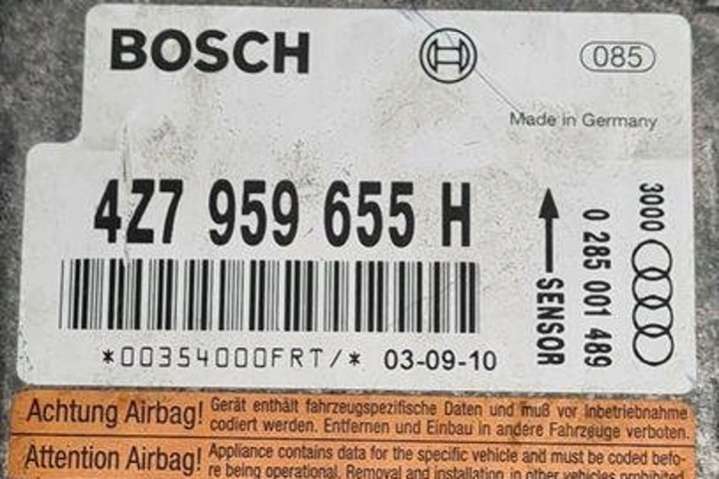 BOSCH
085
Made in Germany
4Z7 959 655 H
SENSOR
0 285 001 489
3000
*00354000FRT/* 03-09-10
Achtung Airbag! Gerät enthält fahrzeugspezifische Daten und muß vor Inbetriebnahme
codiert werden. Entfernen und Einbau in andere Fahrzeuge verboten.
Attention Airbag! Appliance contains data for the specific vehicle and must be coded befo-
re being operational. Removal and installation in other vehicles prohibited